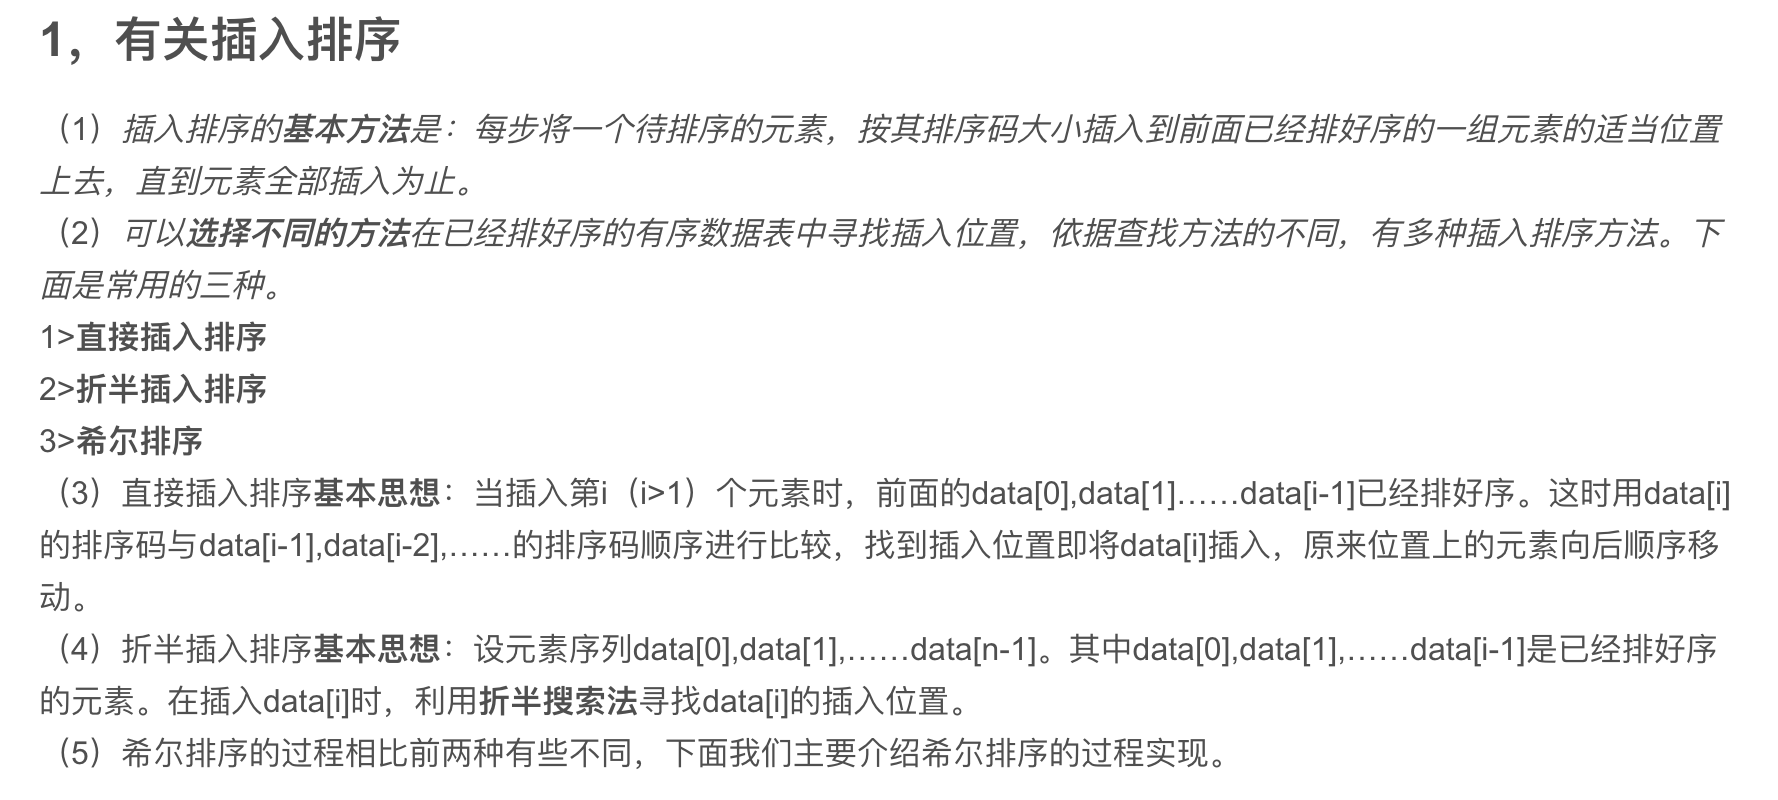 1，有关插入排序
（1）插入排序的基本方法是：每步将一个待排序的元素，按其排序码大小插入到前面已经排好序的一组元素的适当位置
上去，直到元素全部插入为止。
（2）可以选择不同的方法在已经排好序的有序数据表中寻找插入位置，依据查找方法的不同，有多种插入排序方法。下
面是常用的三种。
1>直接插入排序
2>折半插入排序
3>希尔排序
（3）直接插入排序基本思想：当插入第i（i>1）个元素时，前面的data[0],data[1]……data[i-1]已经排好序。这时用data[i]
的排序码与data[i-1],data[i-2],……的排序码顺序进行比较，找到插入位置即将data[i]插入，原来位置上的元素向后顺序移
动。
（4）折半插入排序基本思想：设元素序列data[0],data[1],……data[n-1]。其中data[0],data[1],……data[i-1]是已经排好序
的元素。在插入data[i]时，利用折半搜索法寻找data[i]的插入位置。
（5）希尔排序的过程相比前两种有些不同，下面我们主要介绍希尔排序的过程实现。